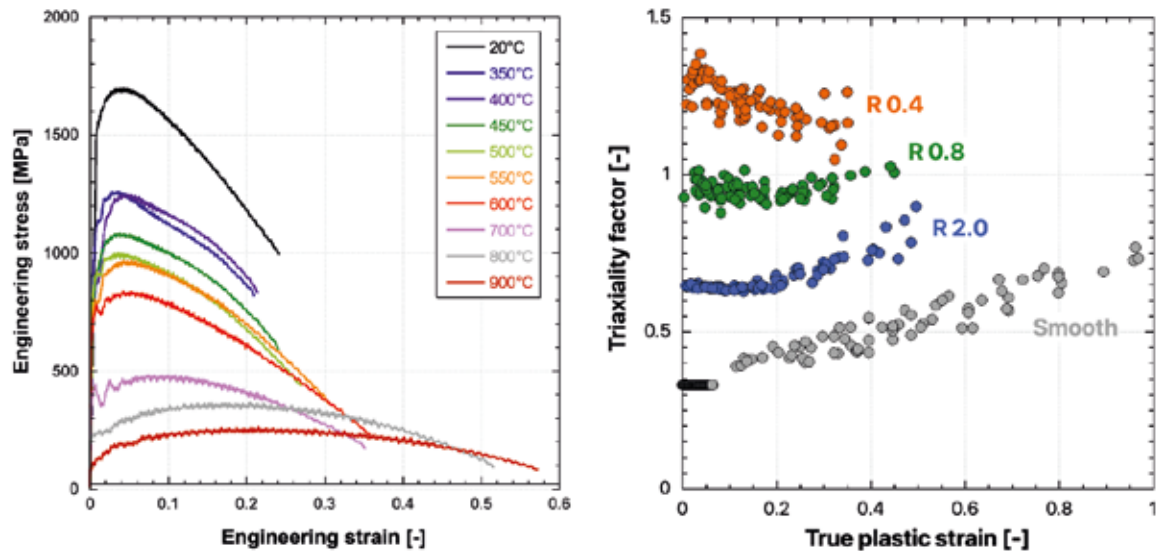 2000
1500
1000
500
0
Engineering stress [MPa]
20°C
350°C
400°C
450°C
500°C
550°C
600°C
700°C
800°C
900°C
0
0.1
0.2
0.3
0.4
0.5
0.6
Engineering strain [-]
1.5
1
0.5
0
Triaxiality factor [-]
R 0.4
R 0.8
R 2.0
Smooth
0
0.2
0.4
0.6
0.8
1
True plastic strain [-]